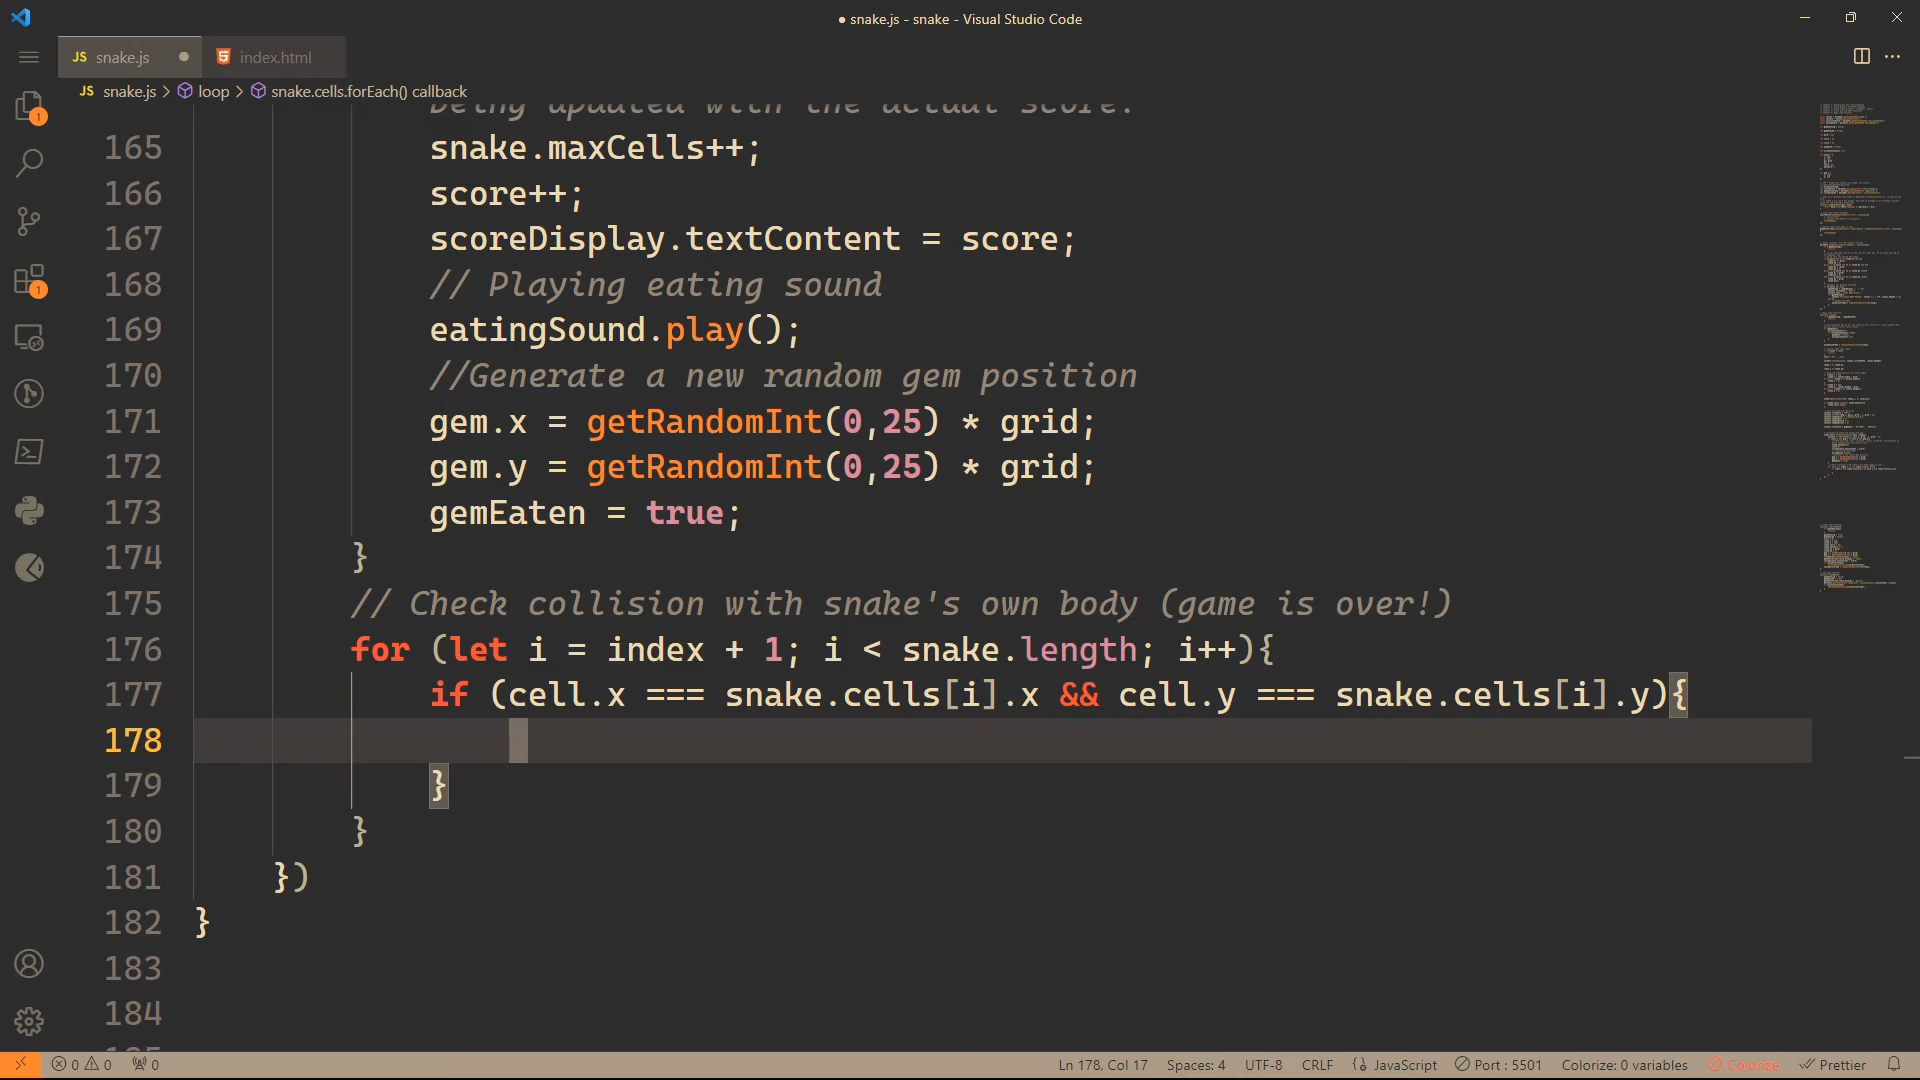 snake.js - snake - Visual Studio Code
JS snake.js
index.html
JS snake.js > loop > snake.cells.forEach() callback
being updated with the actual score.
165 snake.maxCells++;
166 score++;
167 scoreDisplay.textContent = score;
168 // Playing eating sound
169 eatingSound.play();
170 //Generate a new random gem position
171 gem.x = getRandomInt(0,25) * grid;
172 gem.y = getRandomInt(0,25) * grid;
173 gemEaten = true;
174 }
175 // Check collision with snake's own body (game is over!)
176 for (let i = index + 1; i < snake.length; i++){
177 if (cell.x === snake.cells[i].x && cell.y === snake.cells[i].y){
178
179 }
180 }
181 })
182 }
183
184
1
1
0 0 0 Ln 178, Col 17 Spaces: 4 UTF-8 CRLF JavaScript Port : 5501 Colorize: 0 variables Colorize Prettier